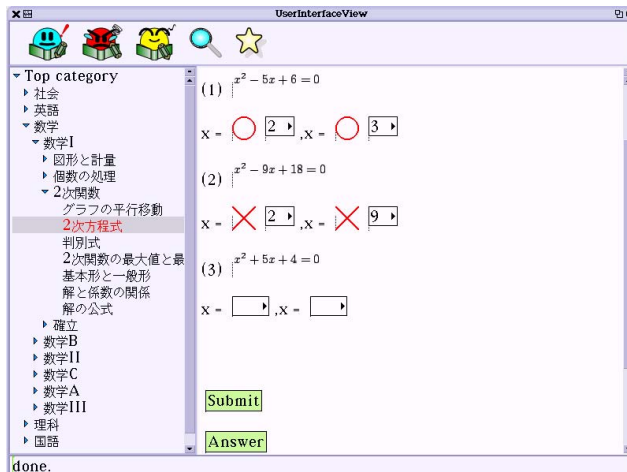 UserInterfaceView
Top category
社会
英語
数学
数学I
図形と計量
個数の処理
2次関数
グラフの平行移動
2次方程式
判別式
2次関数の最大値と最
基本形と一般形
解と係数の関係
解の公式
確立
数学B
数学II
数学C
数学A
数学III
理科
国語
(1) x² − 5x + 6 = 0
x = 2 ,x = 3
(2) x² − 9x + 18 = 0
x = 2 ,x = 9
(3) x² + 5x + 4 = 0
x = ,x =
Submit
Answer
done.